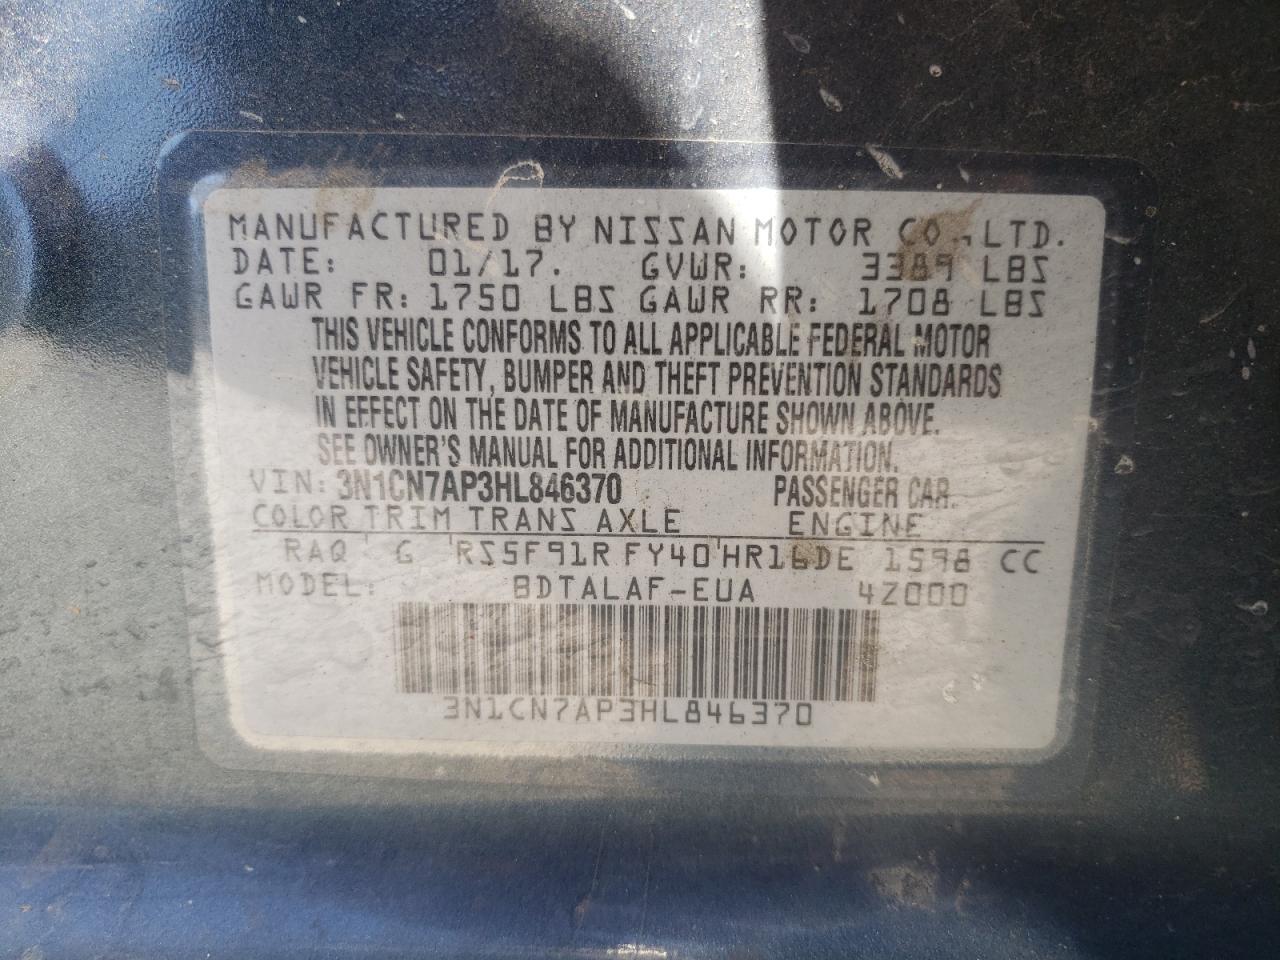 MANUFACTURED BY NISSAN MOTOR CO., LTD.
DATE: 01/17. GVWR: 3389 LBS
GAWR FR: 1750 LBS GAWR RR: 1708 LBS
THIS VEHICLE CONFORMS TO ALL APPLICABLE FEDERAL MOTOR
VEHICLE SAFETY, BUMPER AND THEFT PREVENTION STANDARDS
IN EFFECT ON THE DATE OF MANUFACTURE SHOWN ABOVE.
SEE OWNER'S MANUAL FOR ADDITIONAL INFORMATION.
VIN: 3N1CN7AP3HL846370 PASSENGER CAR.
COLOR TRIM TRANS AXLE ENGINE
RAQ G RS5F91R FY40 HR16DE 1598 CC
MODEL: BDTALAF-EUA 4Z000
3N1CN7AP3HL846370